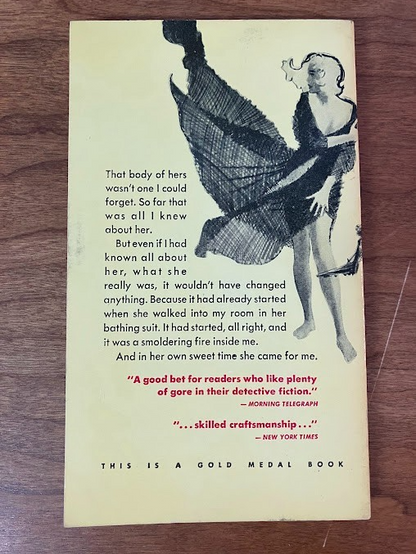 That body of hers
wasn't one I could
forget. So far that
was all I knew
about her.
But even if I had
known all about
her, what she
really was, it wouldn't have changed
anything. Because it had already started
when she walked into my room in her
bathing suit. It had started, all right, and
it was a smoldering fire inside me.
And in her own sweet time she came for me.
"A good bet for readers who like plenty
of gore in their detective fiction."
— MORNING TELEGRAPH
"...skilled craftsmanship..."
— NEW YORK TIMES
THIS IS A GOLD MEDAL BOOK